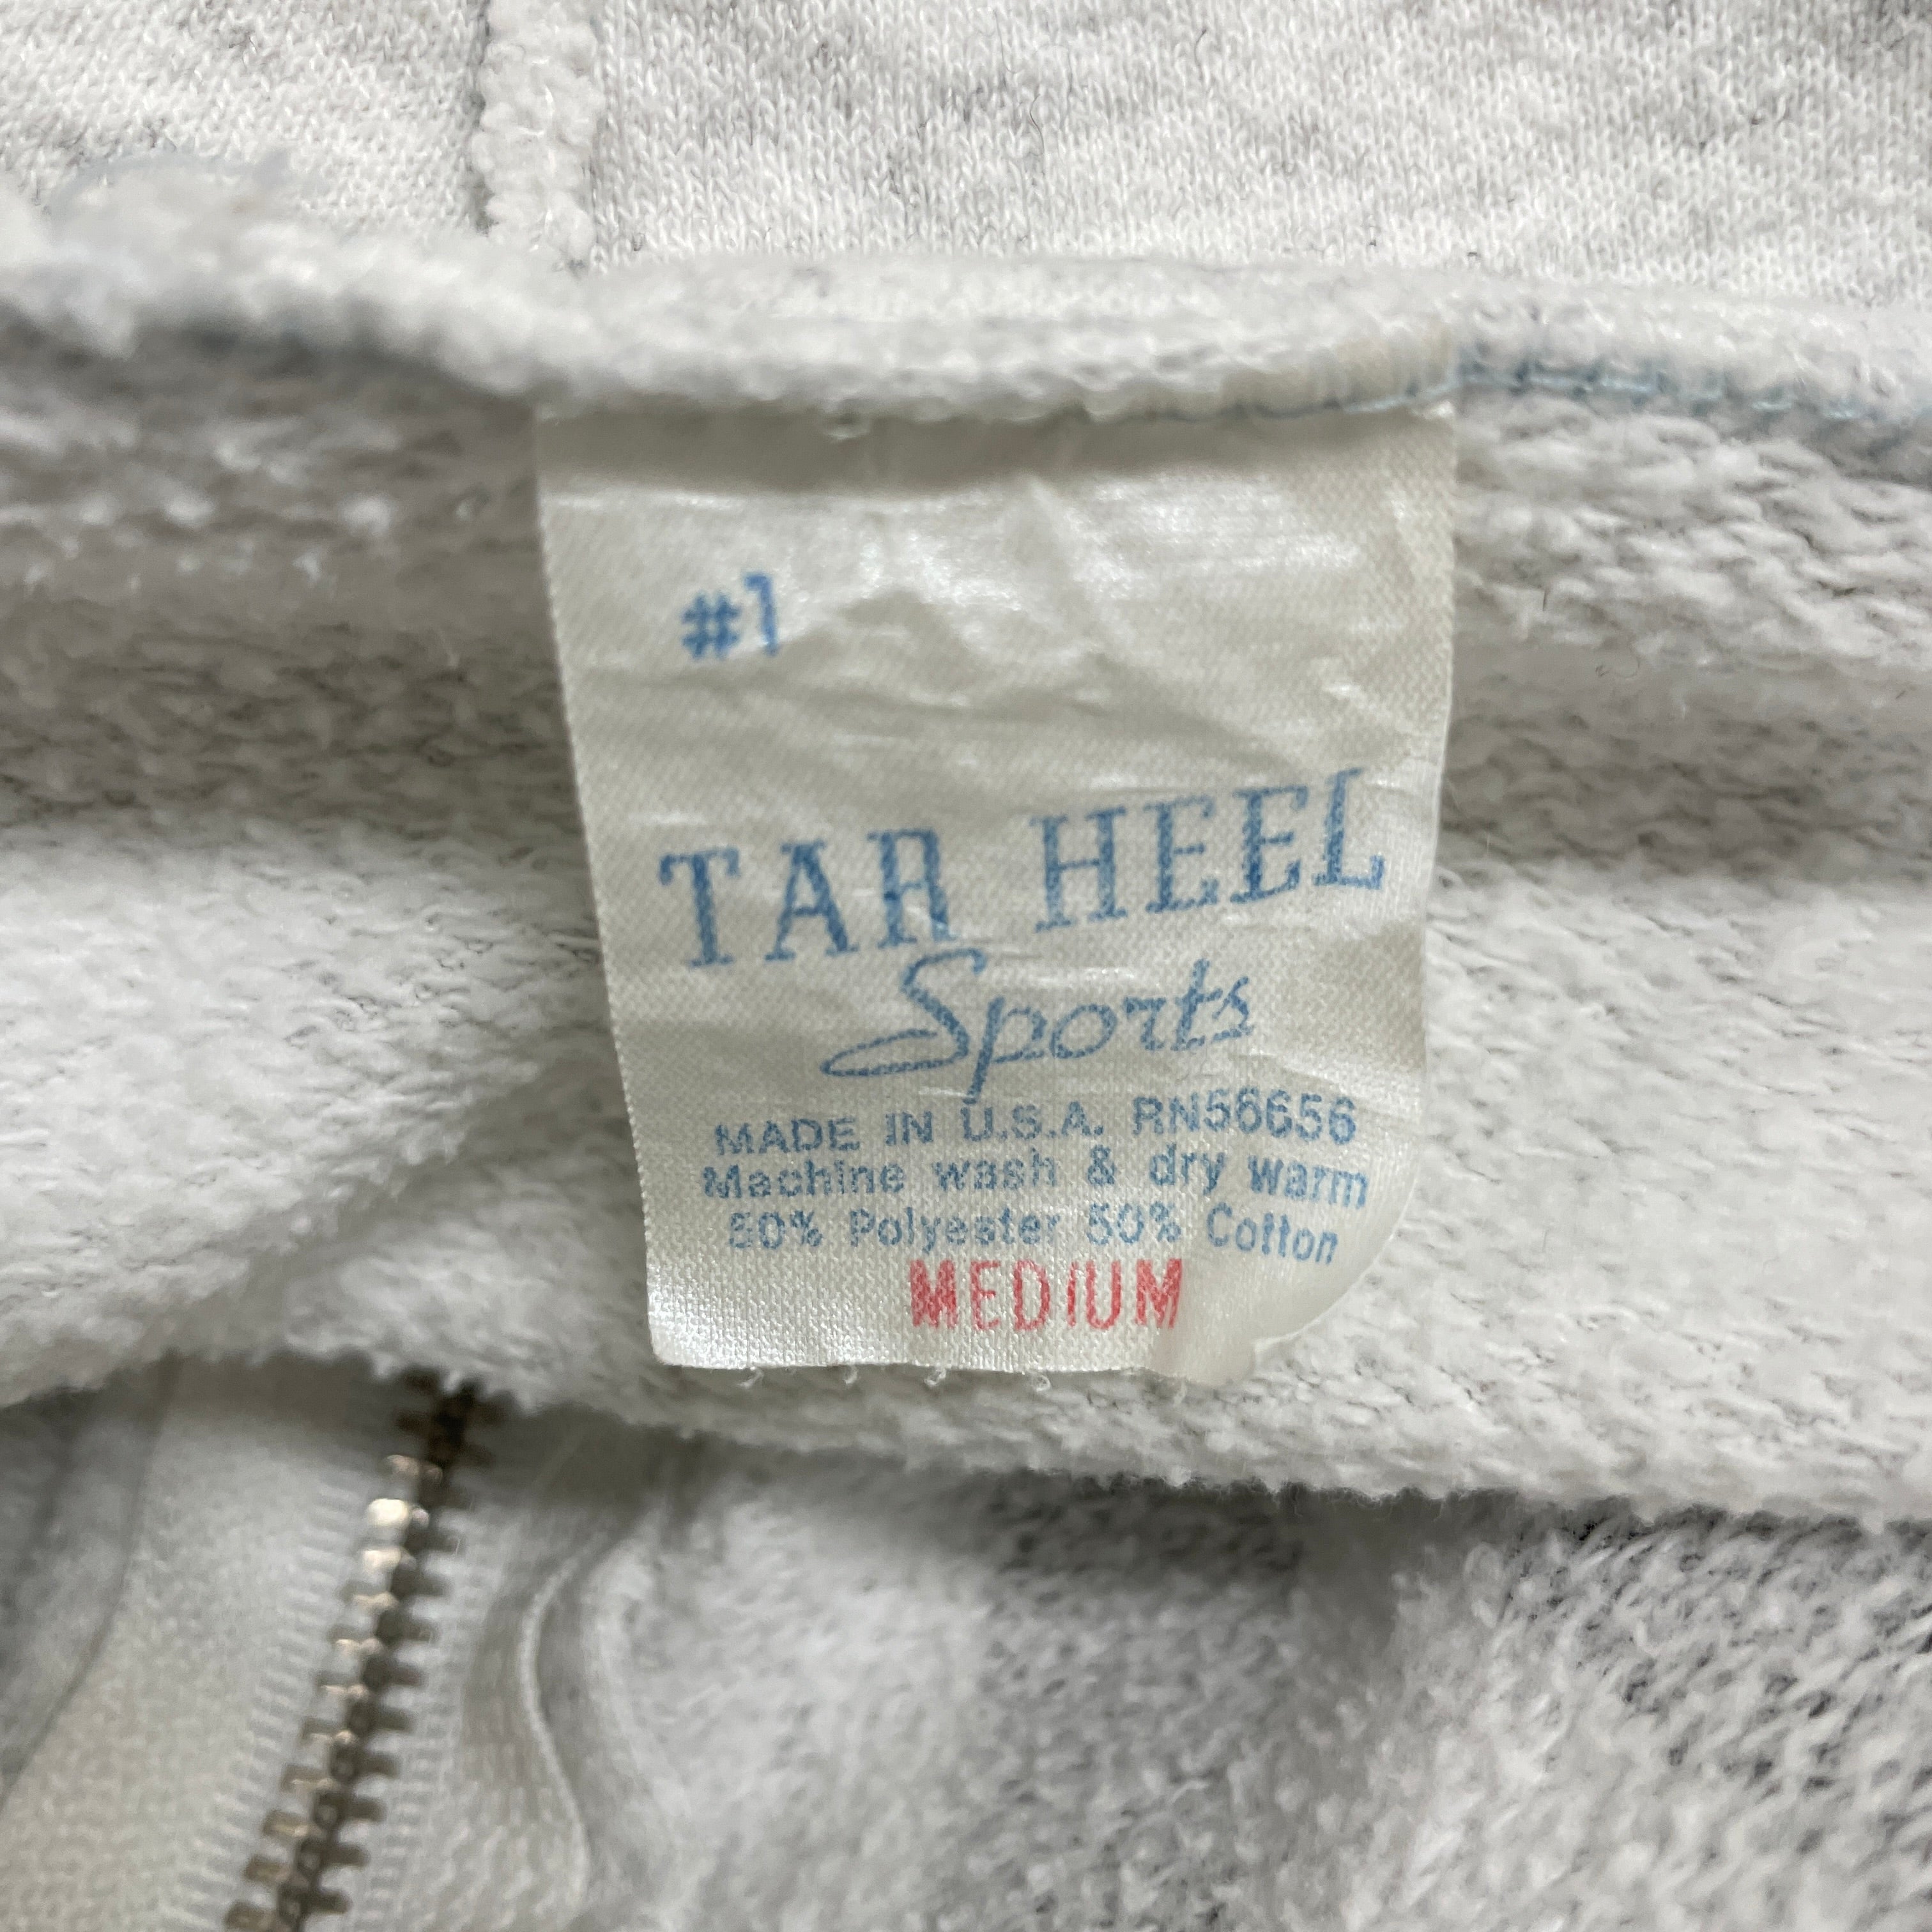 #1
TAR HEEL
Sports
MADE IN U.S.A. RN56656
Machine wash & dry warm
50% Polyester 50% Cotton
MEDIUM